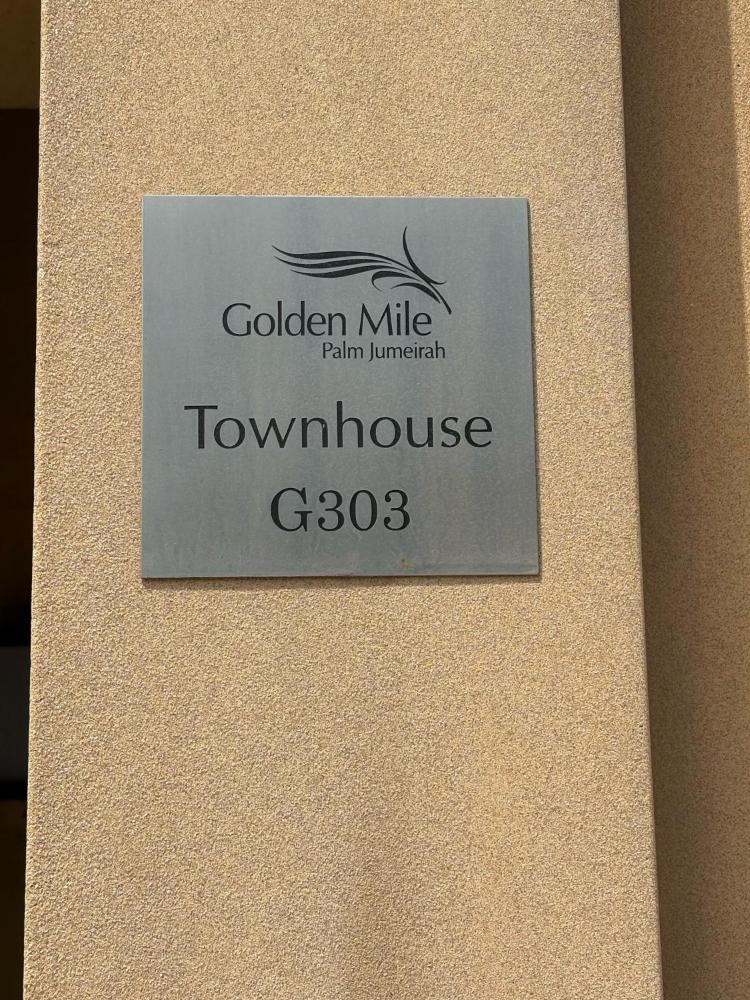 Golden Mile
Palm Jumeirah
Townhouse
G303